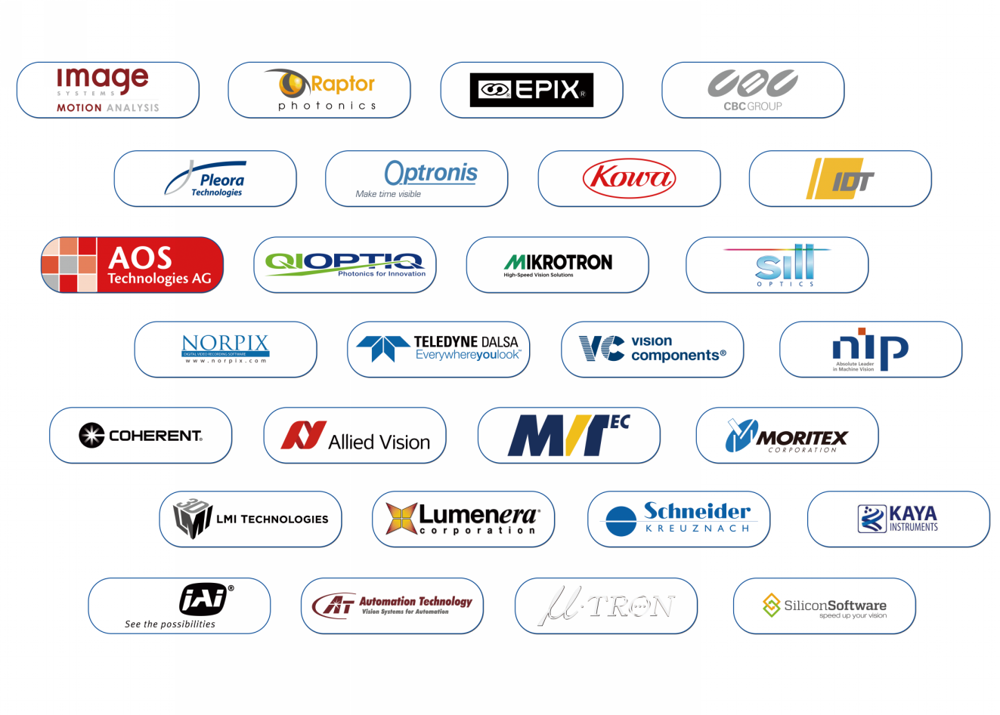 image
SYSTEMS
MOTION ANALYSIS
Raptor
photonics
EPIX®
CBC
CBC GROUP
Pleora
Technologies
Optronis
Make time visible
Kowa
IDT
AOS
Technologies AG
QIOPTIQ
Photonics for Innovation
MIKROTRON
High-Speed Vision Solutions
sill
OPTICS
NORPIX
DIGITAL VIDEO RECORDING SOFTWARE
www.norpix.com
TELEDYNE DALSA
Everywhereyoulook™
VC vision
components®
nip
Absolute Leader
in Machine Vision
COHERENT®
Allied Vision
MVTEC
MORITEX
CORPORATION
3D
LMI TECHNOLOGIES
Lumenera®
corporation
Schneider
KREUZNACH
KAYA
INSTRUMENTS
JAi®
See the possibilities
AT Automation Technology
Vision Systems for Automation
μ-TRON
SiliconSoftware
speed up your vision